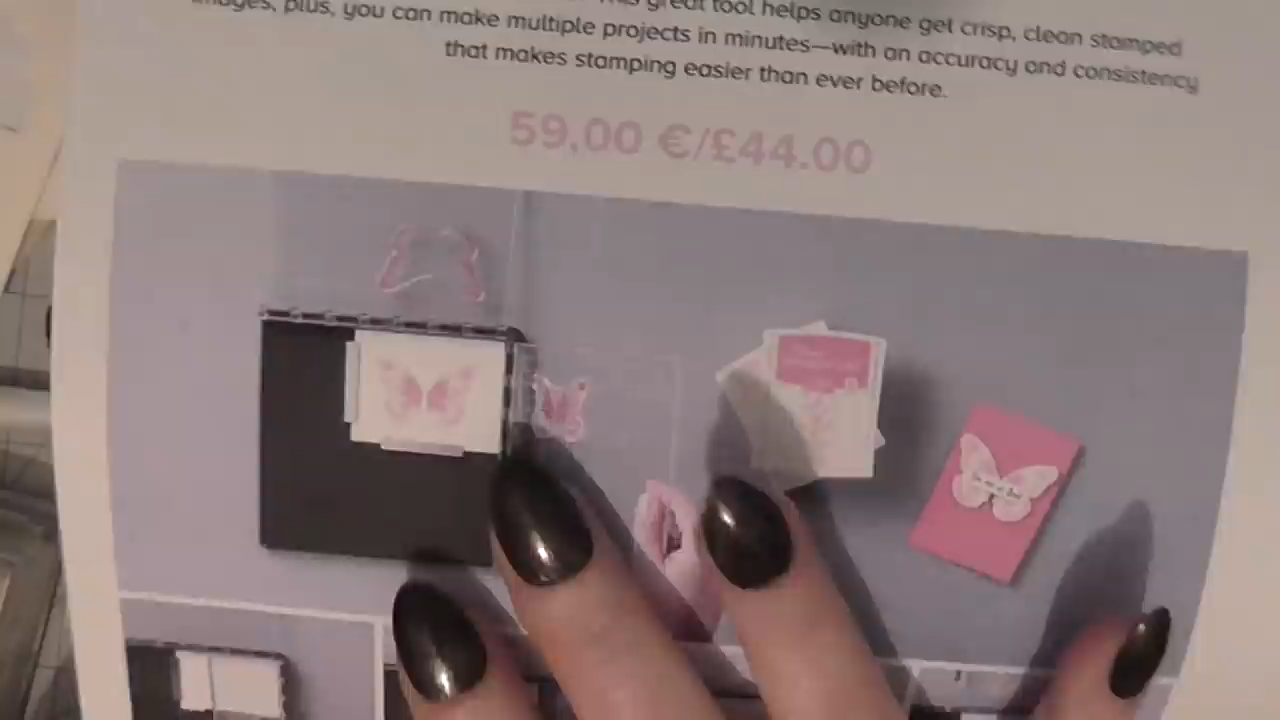 great tool helps anyone get crisp, clean stamped
images, plus, you can make multiple projects in minutes—with an accuracy and consistency
that makes stamping easier than ever before.
59,00 €/£44.00